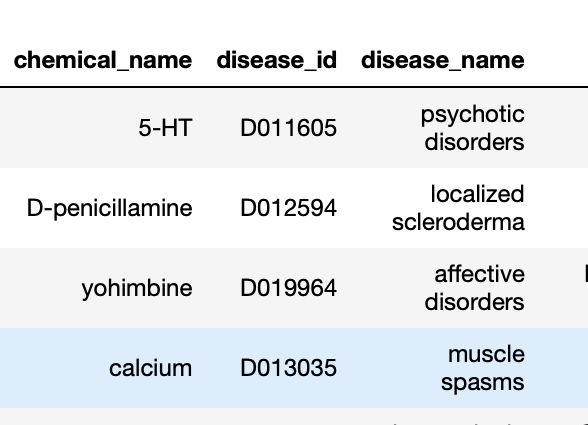 chemical_name disease_id disease_name
5-HT D011605 psychotic disorders
D-penicillamine D012594 localized scleroderma
yohimbine D019964 affective disorders
calcium D013035 muscle spasms